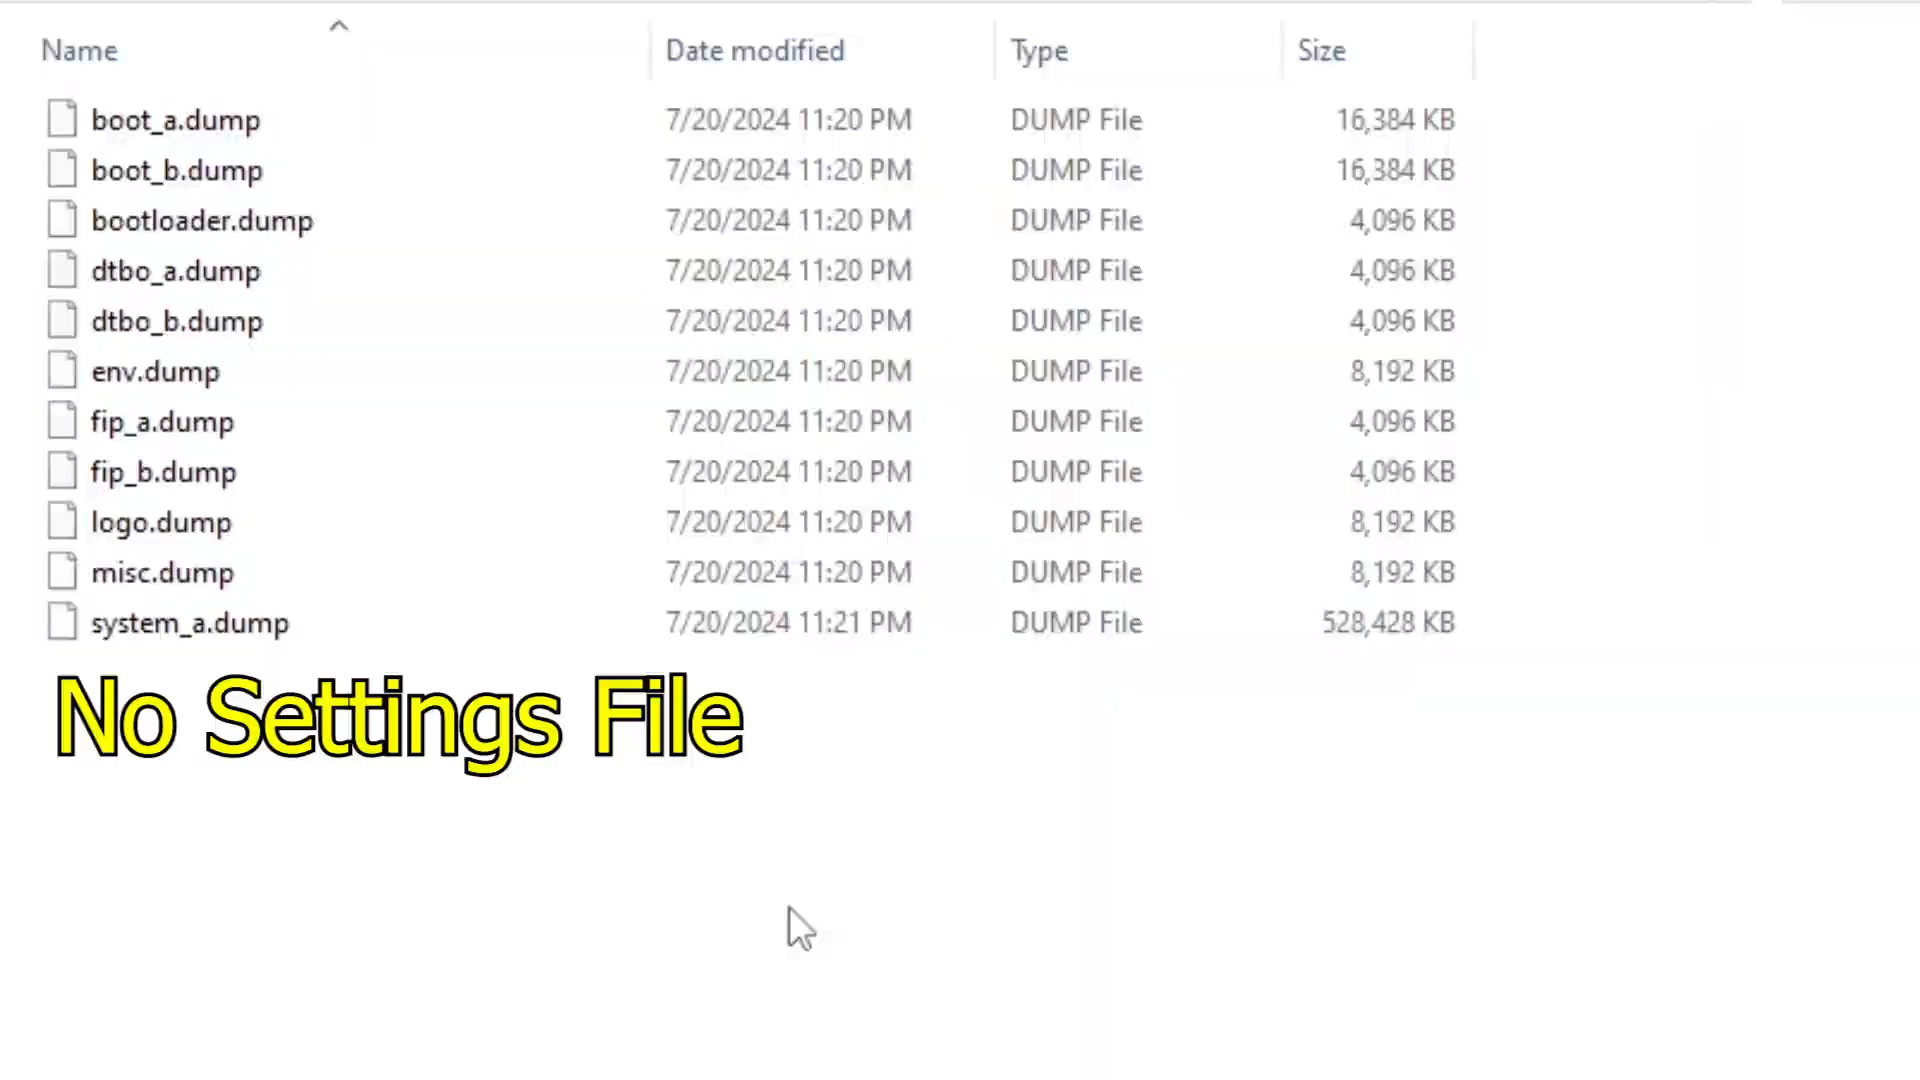 Name Date modified Type Size
boot_a.dump 7/20/2024 11:20 PM DUMP File 16,384 KB
boot_b.dump 7/20/2024 11:20 PM DUMP File 16,384 KB
bootloader.dump 7/20/2024 11:20 PM DUMP File 4,096 KB
dtbo_a.dump 7/20/2024 11:20 PM DUMP File 4,096 KB
dtbo_b.dump 7/20/2024 11:20 PM DUMP File 4,096 KB
env.dump 7/20/2024 11:20 PM DUMP File 8,192 KB
fip_a.dump 7/20/2024 11:20 PM DUMP File 4,096 KB
fip_b.dump 7/20/2024 11:20 PM DUMP File 4,096 KB
logo.dump 7/20/2024 11:20 PM DUMP File 8,192 KB
misc.dump 7/20/2024 11:20 PM DUMP File 8,192 KB
system_a.dump 7/20/2024 11:21 PM DUMP File 528,428 KB
No Settings File